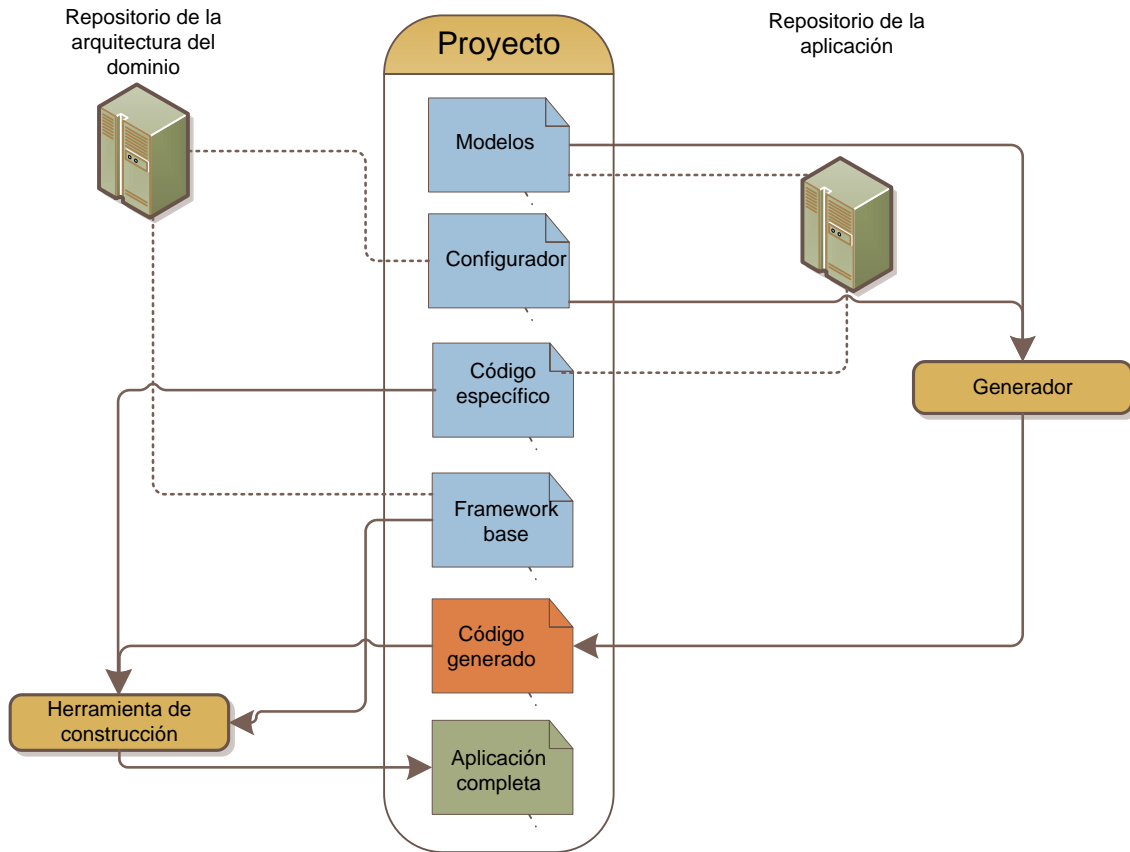 Repositorio de la
arquitectura del
dominio
Proyecto
Repositorio de la
aplicación
Modelos
Configurador
Código
específico
Generador
Framework
base
Código
generado
Herramienta de
construcción
Aplicación
completa